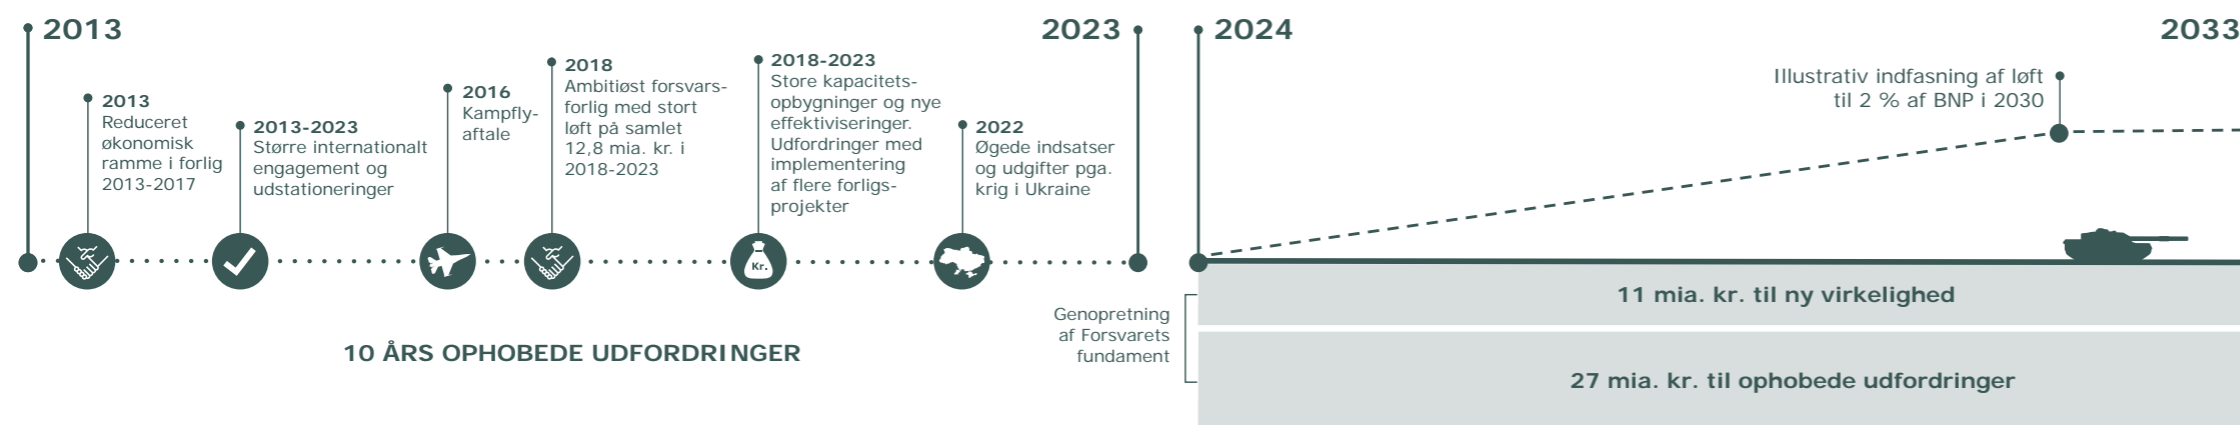 2013
2023
2024
2033
2013
Reduceret
økonomisk
ramme i forlig
2013-2017
2013-2023
Større internationalt
engagement og
udstationeringer
2016
Kampfly-
aftale
2018
Ambitiøst forsvars-
forlig med stort
løft på samlet
12,8 mia. kr. i
2018-2023
2018-2023
Store kapacitets-
opbygninger og nye
effektiviseringer.
Udfordringer med
implementering
af flere forligs-
projekter
2022
Øgede indsatser
og udgifter pga.
krig i Ukraine
Illustrativ indfasning af løft
til 2 % af BNP i 2030
Kr.
10 ÅRS OPHOBEDE UDFORDRINGER
Genopretning
af Forsvarets
fundament
11 mia. kr. til ny virkelighed
27 mia. kr. til ophobede udfordringer